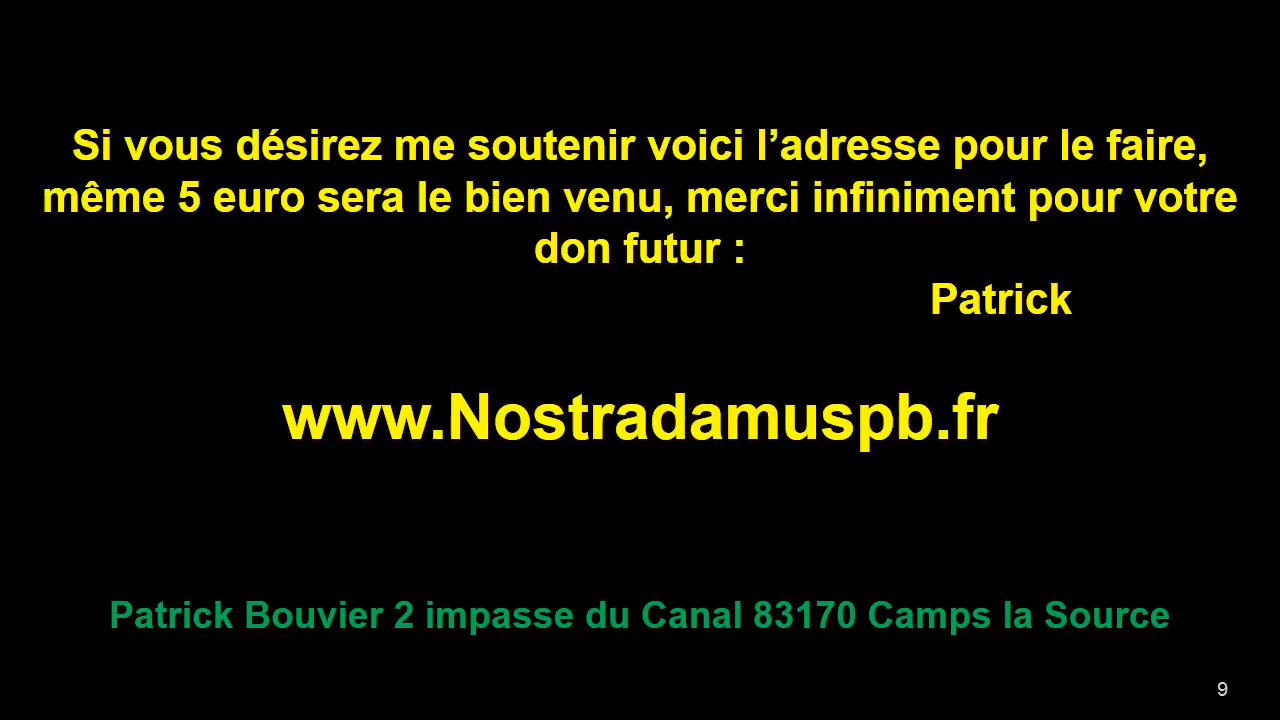 Si vous désirez me soutenir voici l’adresse pour le faire,
même 5 euro sera le bien venu, merci infiniment pour votre
don futur :
Patrick
www.Nostradamuspb.fr
Patrick Bouvier 2 impasse du Canal 83170 Camps la Source
9